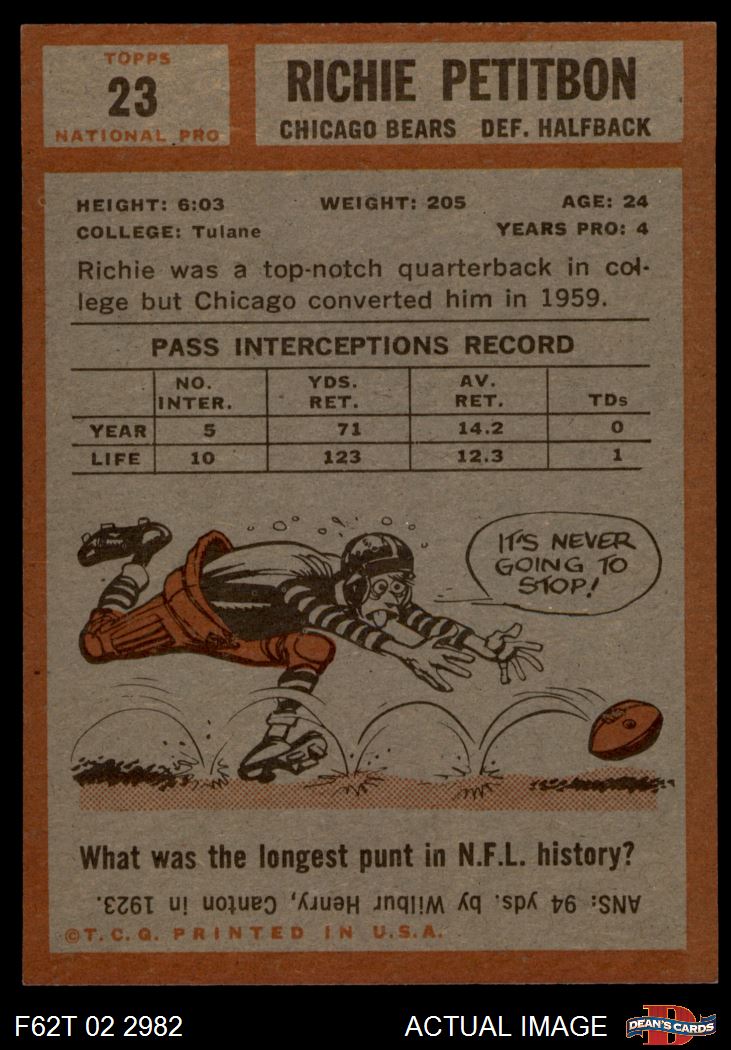 TOPPS
23
NATIONAL PRO
RICHIE PETITBON
CHICAGO BEARS DEF. HALFBACK
HEIGHT: 6:03 WEIGHT: 205 AGE: 24
COLLEGE: Tulane YEARS PRO: 4
Richie was a top-notch quarterback in col-
lege but Chicago converted him in 1959.
PASS INTERCEPTIONS RECORD
NO. INTER. YDS. RET. AV. RET. TDs
YEAR 5 71 14.2 0
LIFE 10 123 12.3 1
IT'S NEVER
GOING TO
STOP!
What was the longest punt in N.F.L. history?
ANS: 94 yds. by Wilbur Henry, Canton in 1923.
©T.C.G. PRINTED IN U.S.A.
F62T 02 2982 ACTUAL IMAGE
D
DEAN'S CARDS